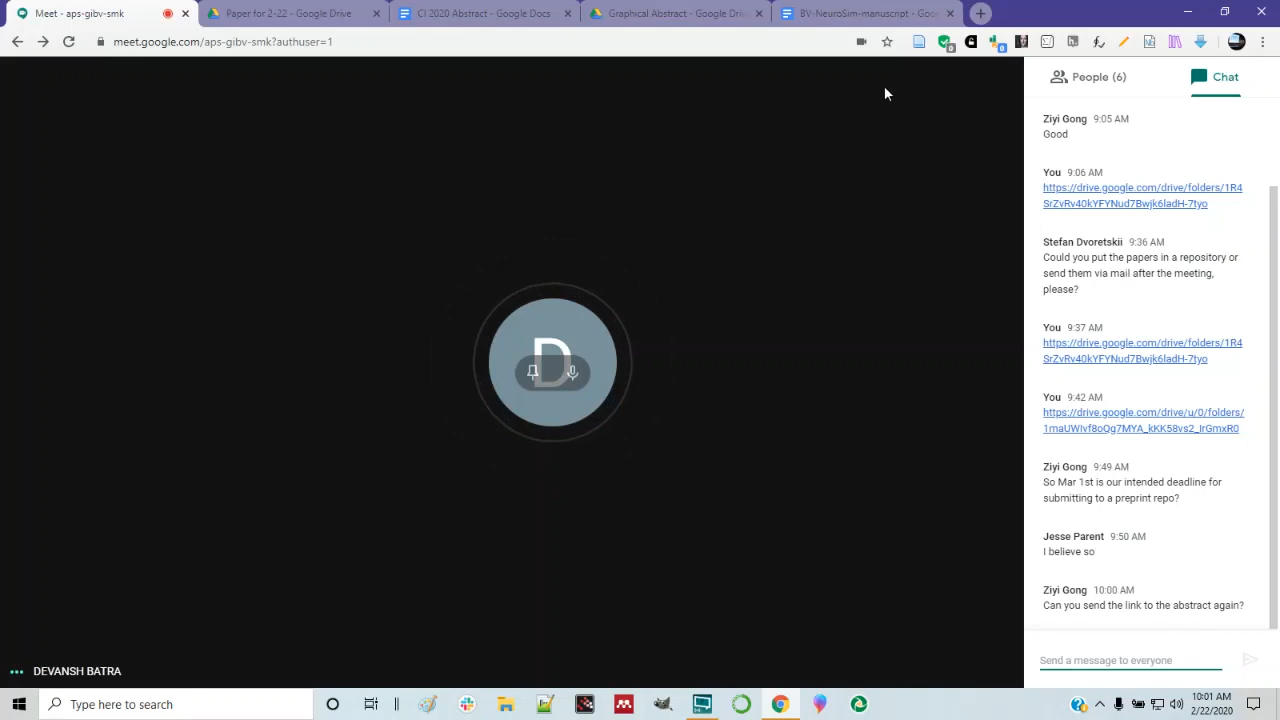 Meet - aps-gibv-smk
Paper for 2-22 - Google Drive
CI 2020 Abstract - Google Docs
Graphical Abstract - Google Driv
BV-NeuroSim-manuscript - Googl
meet.google.com/aps-gibv-smk?authuser=1
People (6)
Chat
Ziyi Gong 9:05 AM
Good
You 9:06 AM
https://drive.google.com/drive/folders/1R4
SrZvRv40kYFYNud7Bwjk6ladH-7tyo
Stefan Dvoretskii 9:36 AM
Could you put the papers in a repository or
send them via mail after the meeting,
please?
You 9:37 AM
https://drive.google.com/drive/folders/1R4
SrZvRv40kYFYNud7Bwjk6ladH-7tyo
You 9:42 AM
https://drive.google.com/drive/u/0/folders/
1maUWIvf8oQg7MYA_kKK58vs2_IrGmxR0
Ziyi Gong 9:49 AM
So Mar 1st is our intended deadline for
submitting to a preprint repo?
Jesse Parent 9:50 AM
I believe so
Ziyi Gong 10:00 AM
Can you send the link to the abstract again?
Send a message to everyone
D
DEVANSH BATRA
Type here to search
10:01 AM
2/22/2020